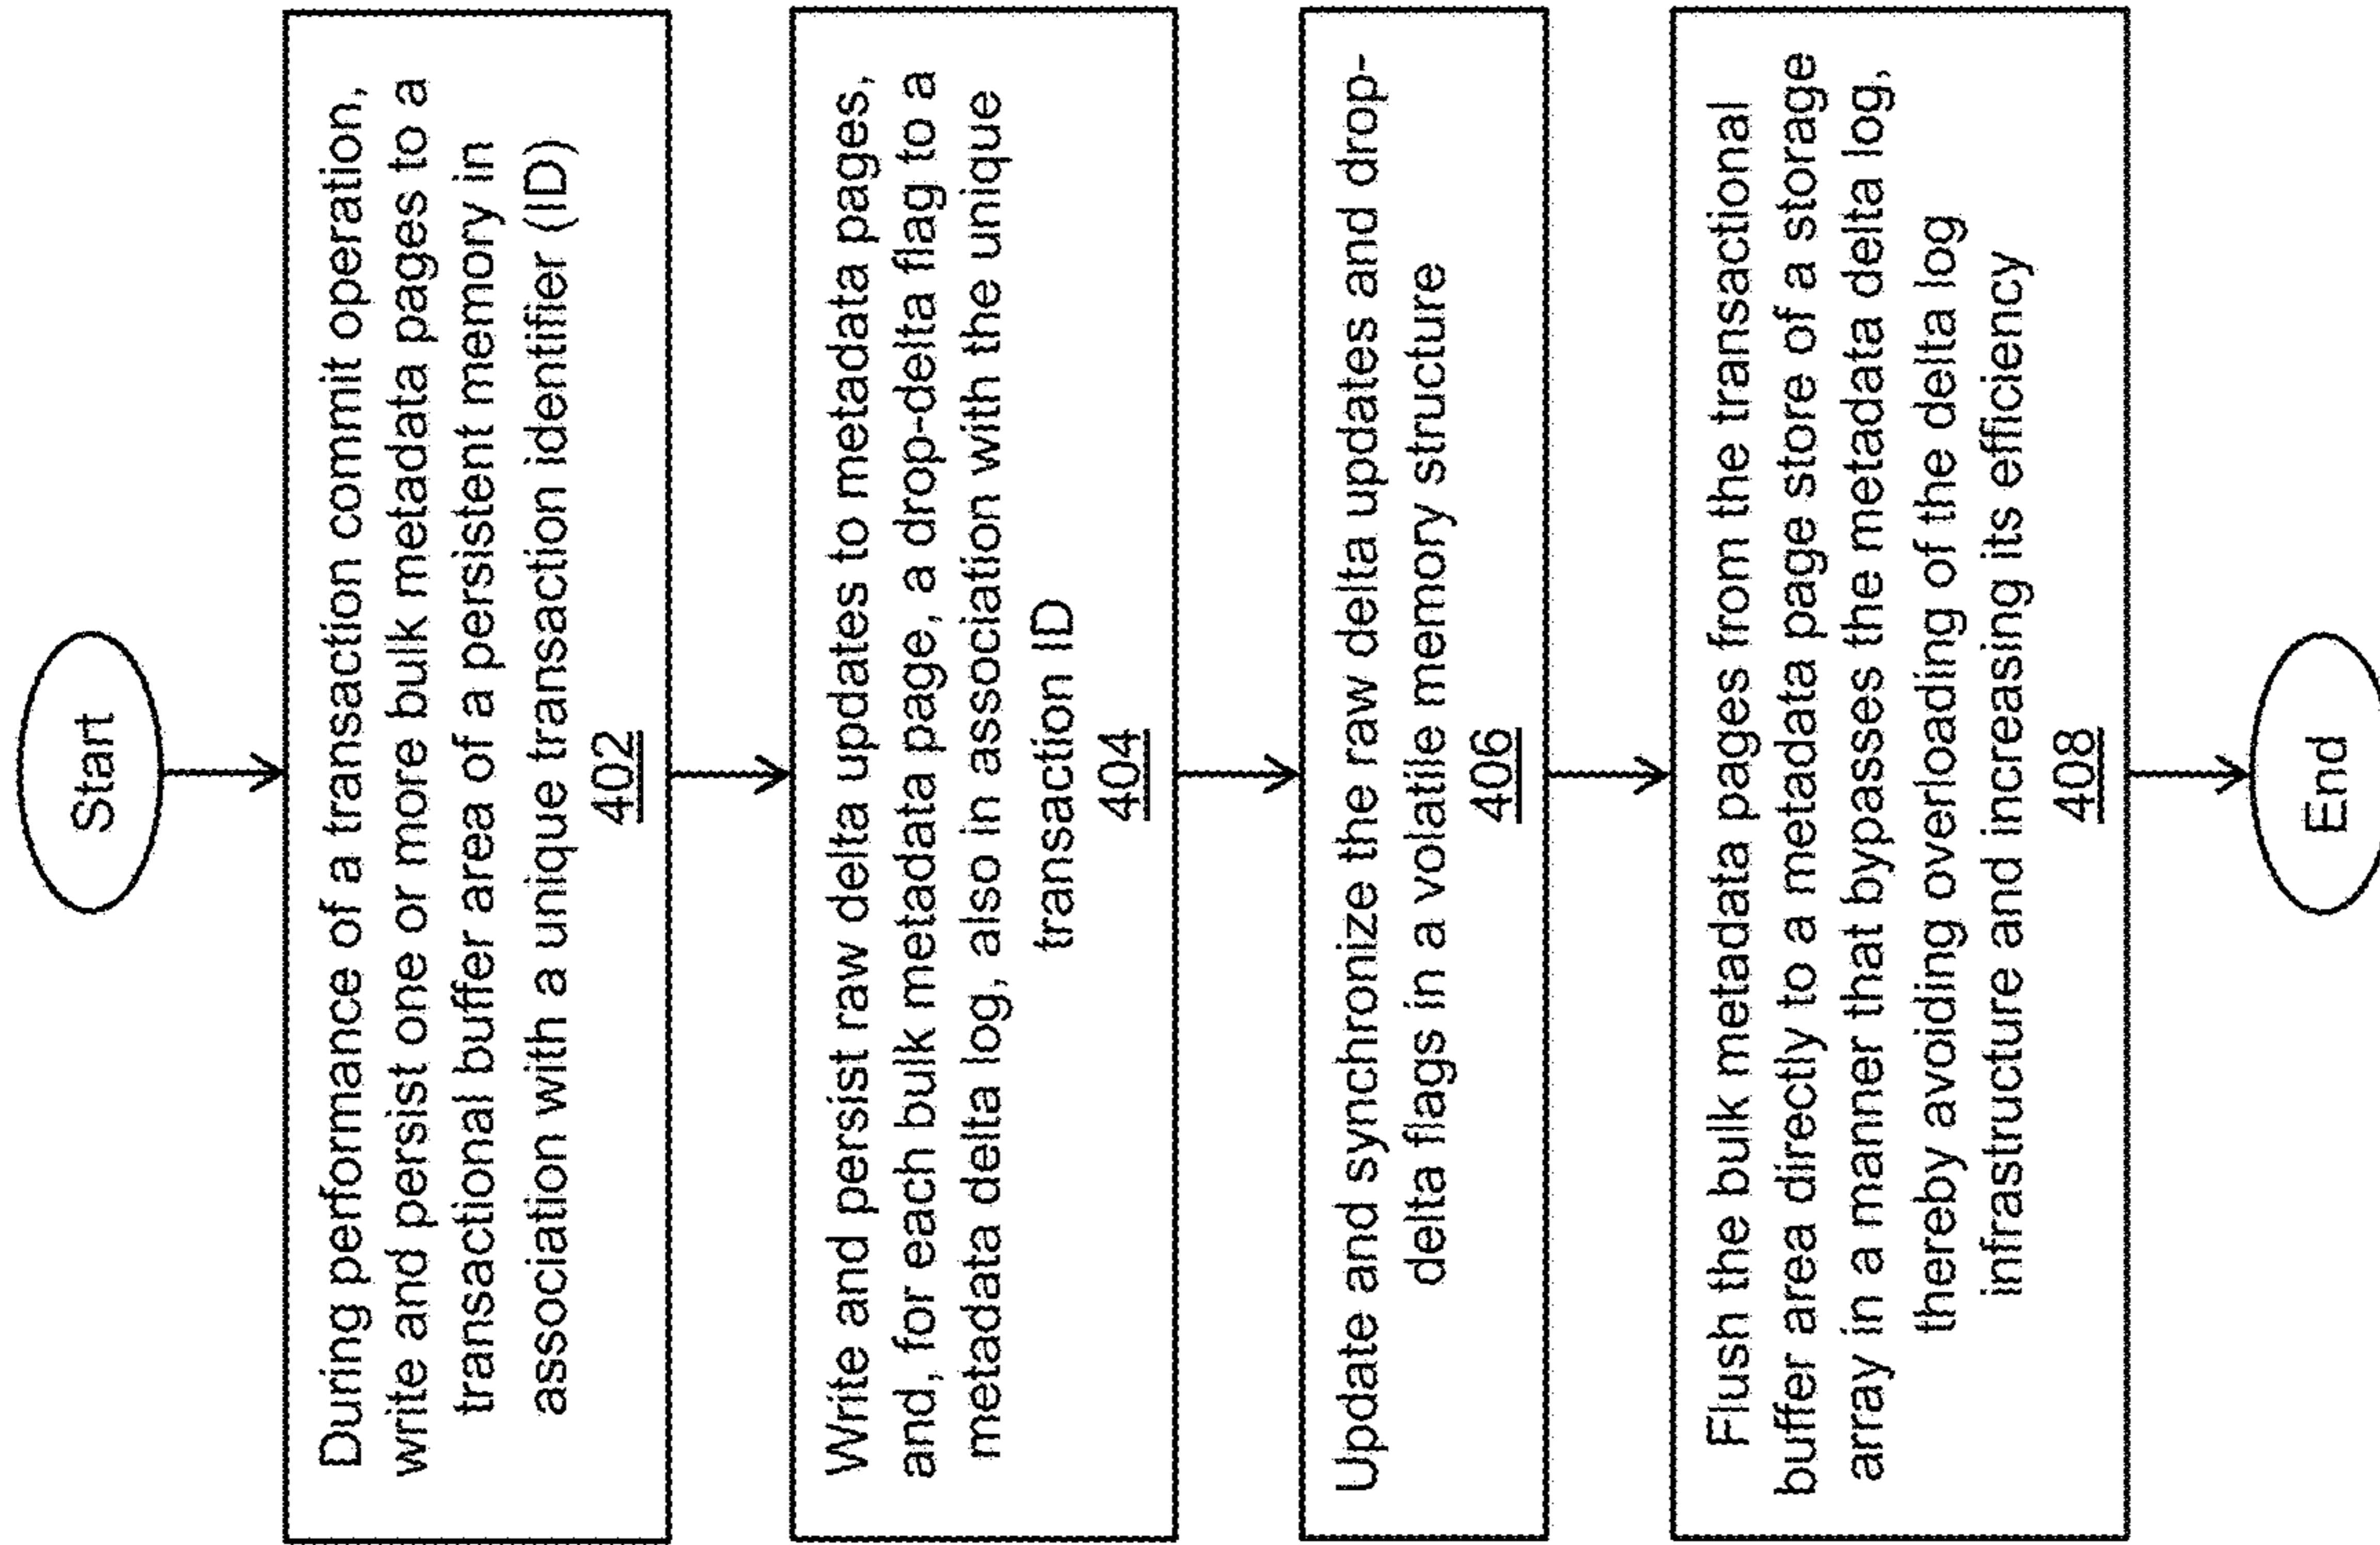 Start
During performance of a transaction commit operation,
write and persist one or more bulk metadata pages to a
transactional buffer area of a persistent memory in
association with a unique transaction identifier (ID)
402
Write and persist raw delta updates to metadata pages,
and, for each bulk metadata page, a drop-delta flag to a
metadata delta log, also in association with the unique
transaction ID
404
Update and synchronize the raw delta updates and drop-
delta flags in a volatile memory structure
406
Flush the bulk metadata pages from the transactional
buffer area directly to a metadata page store of a storage
array in a manner that bypasses the metadata delta log,
thereby avoiding overloading of the delta log
infrastructure and increasing its efficiency
408
End